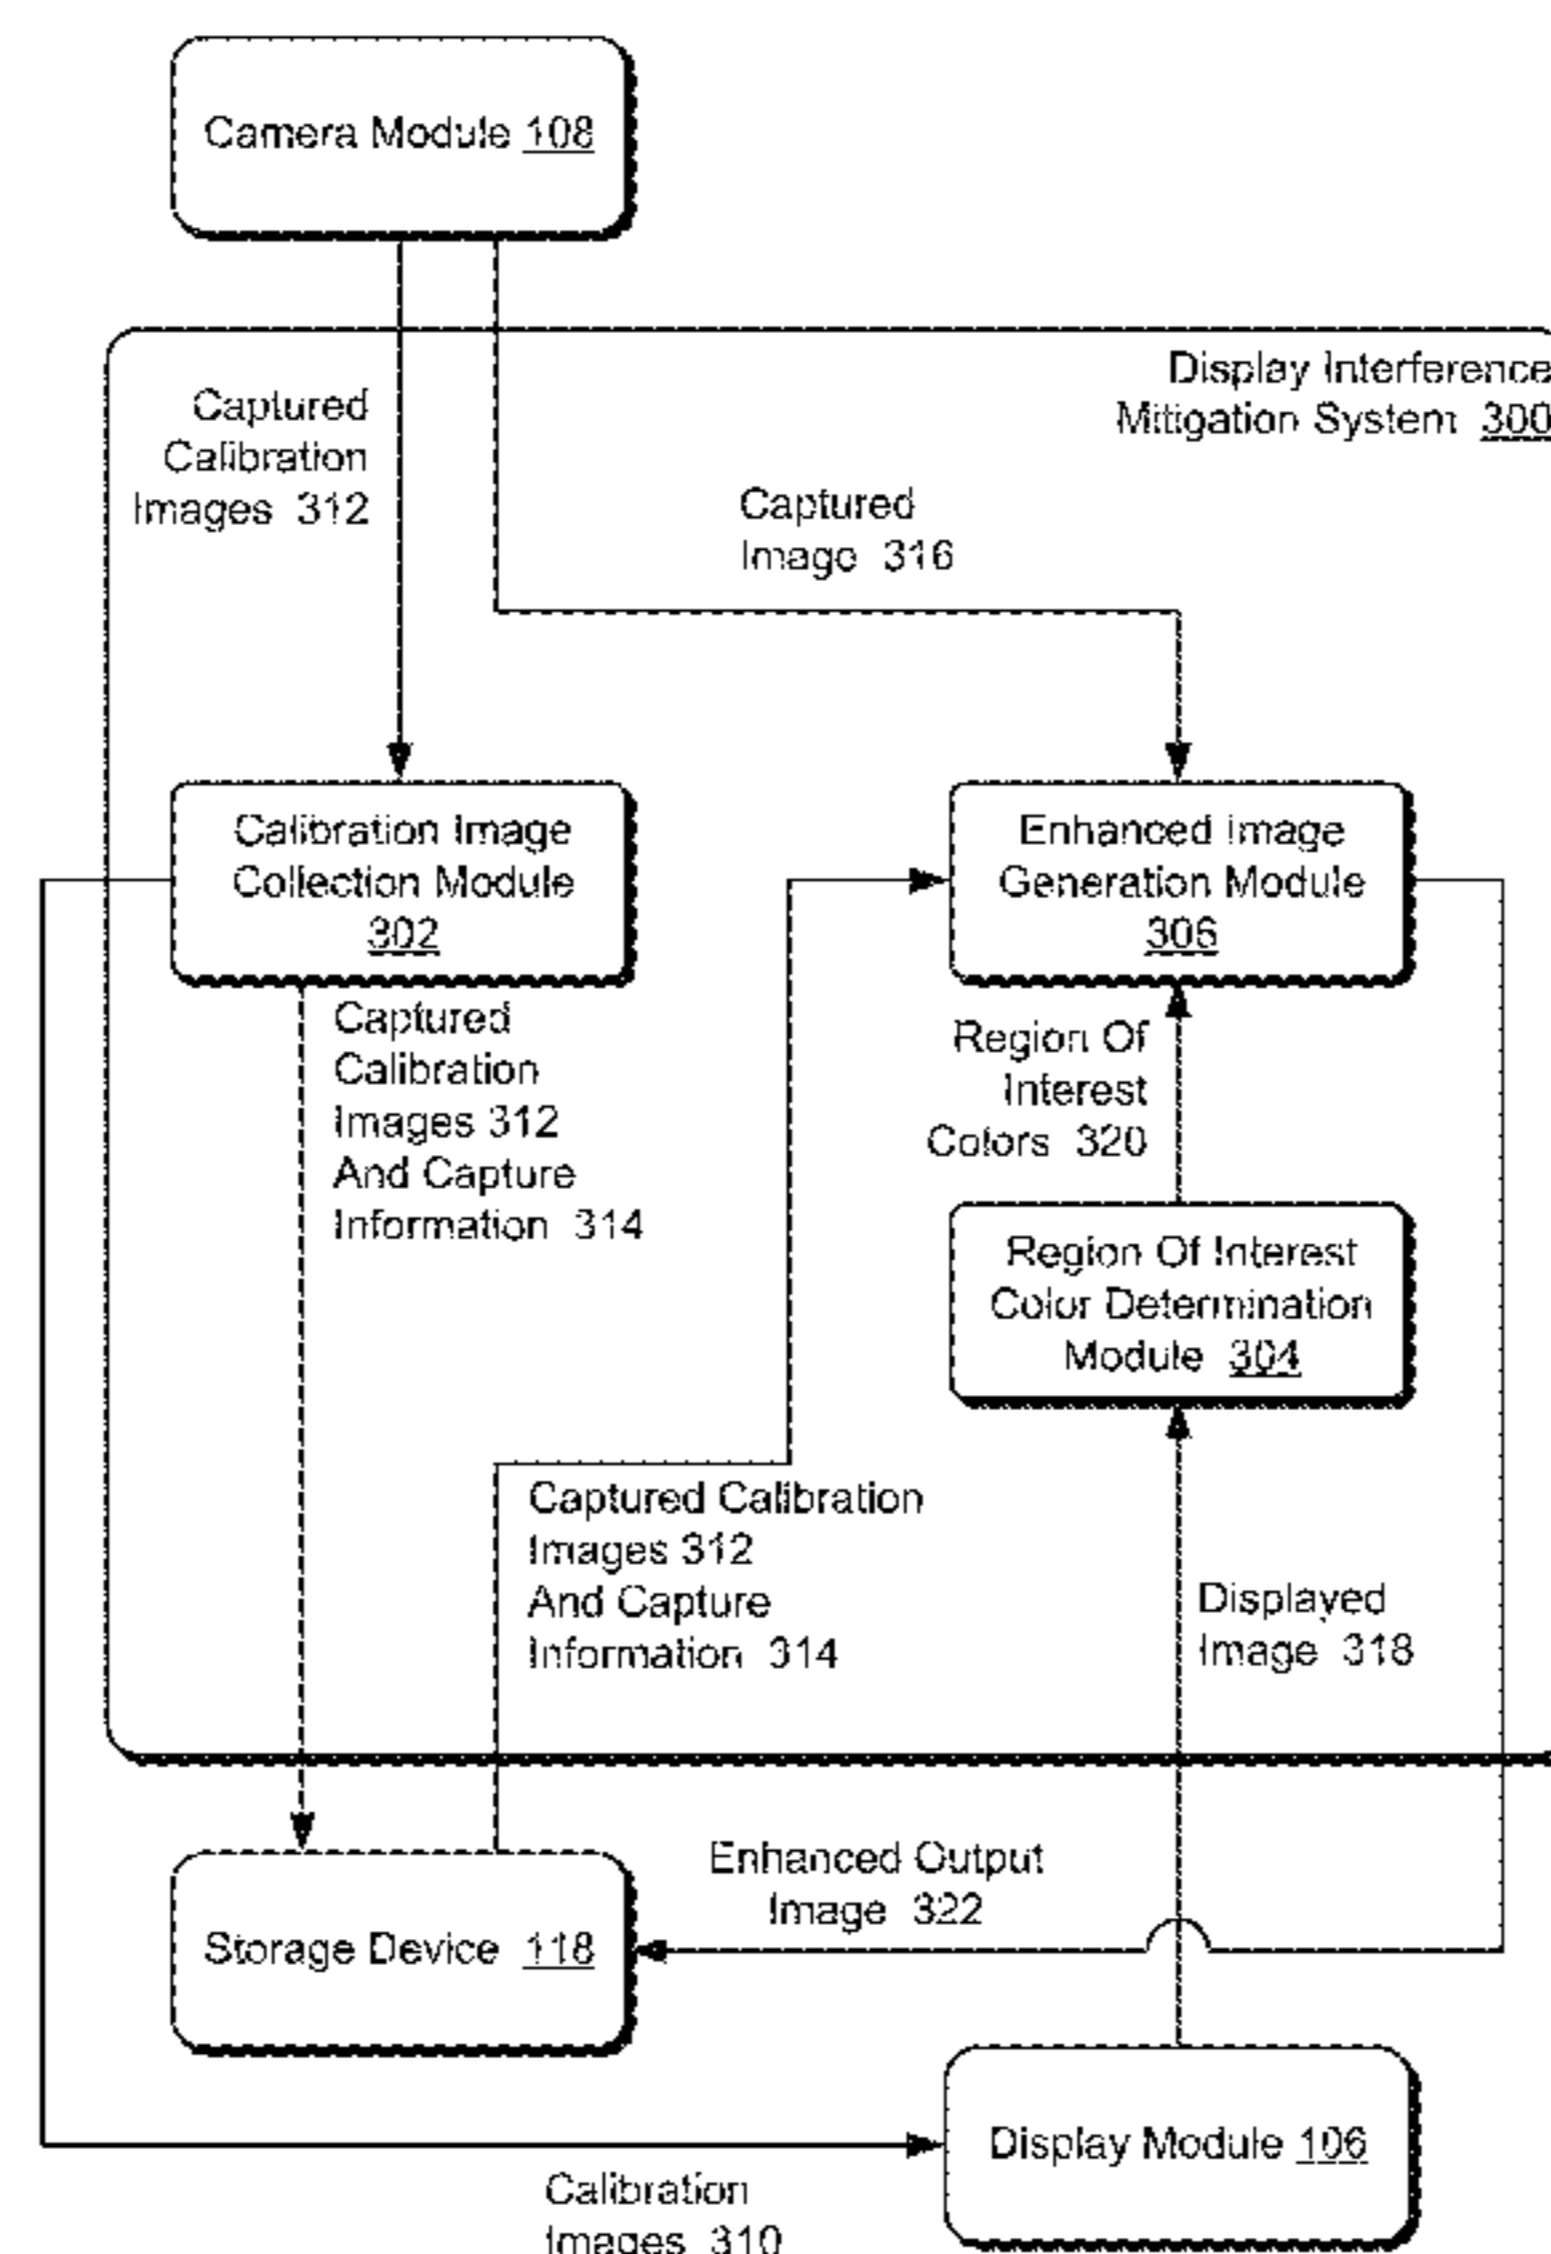 Camera Module 108
Display Interference
Mitigation System 300
Captured
Calibration
Images 312
Captured
Image 316
Calibration Image
Collection Module
302
Enhanced Image
Generation Module
306
Captured
Calibration
Images 312
And Capture
Information 314
Region Of
Interest
Colors 320
Region Of Interest
Color Determination
Module 304
Captured Calibration
Images 312
And Capture
Information 314
Displayed
Image 318
Enhanced Output
Image 322
Storage Device 118
Display Module 106
Calibration
Images 310